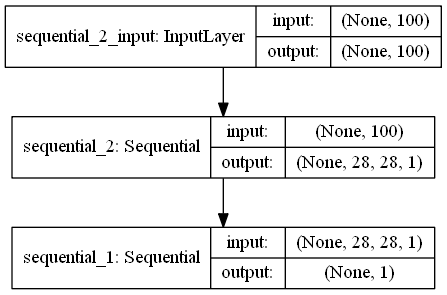 sequential_2_input: InputLayer
input: (None, 100)
output: (None, 100)
sequential_2: Sequential
input: (None, 100)
output: (None, 28, 28, 1)
sequential_1: Sequential
input: (None, 28, 28, 1)
output: (None, 1)